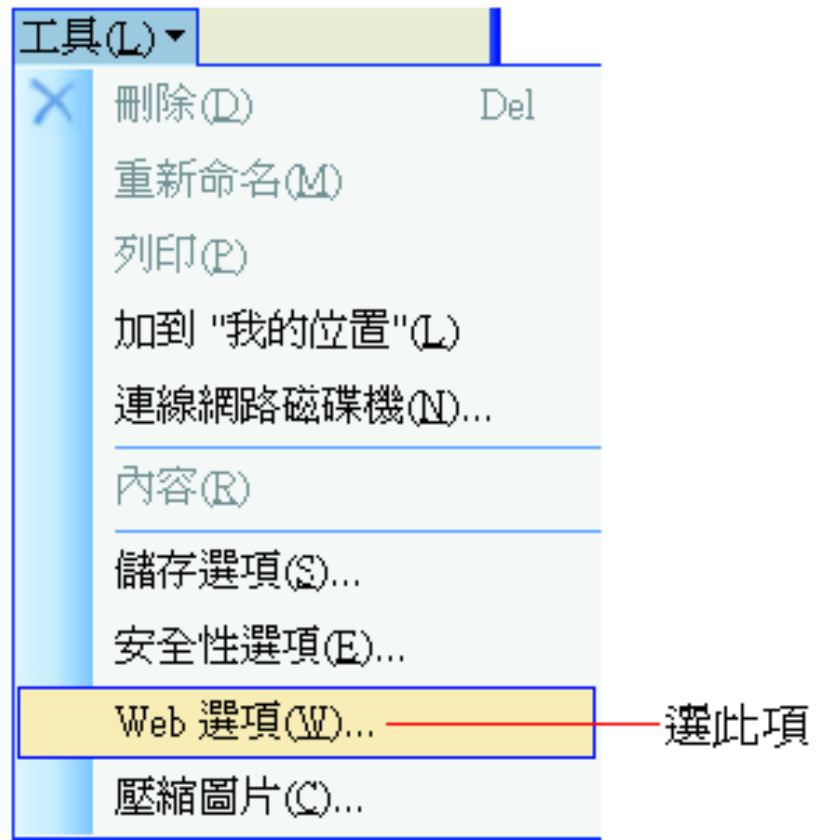 工具(L)
刪除(D) Del
重新命名(M)
列印(P)
加到 "我的位置"(L)
連線網路磁碟機(N)...
內容(R)
儲存選項(S)...
安全性選項(E)...
Web 選項(W)... 選此項
壓縮圖片(C)...